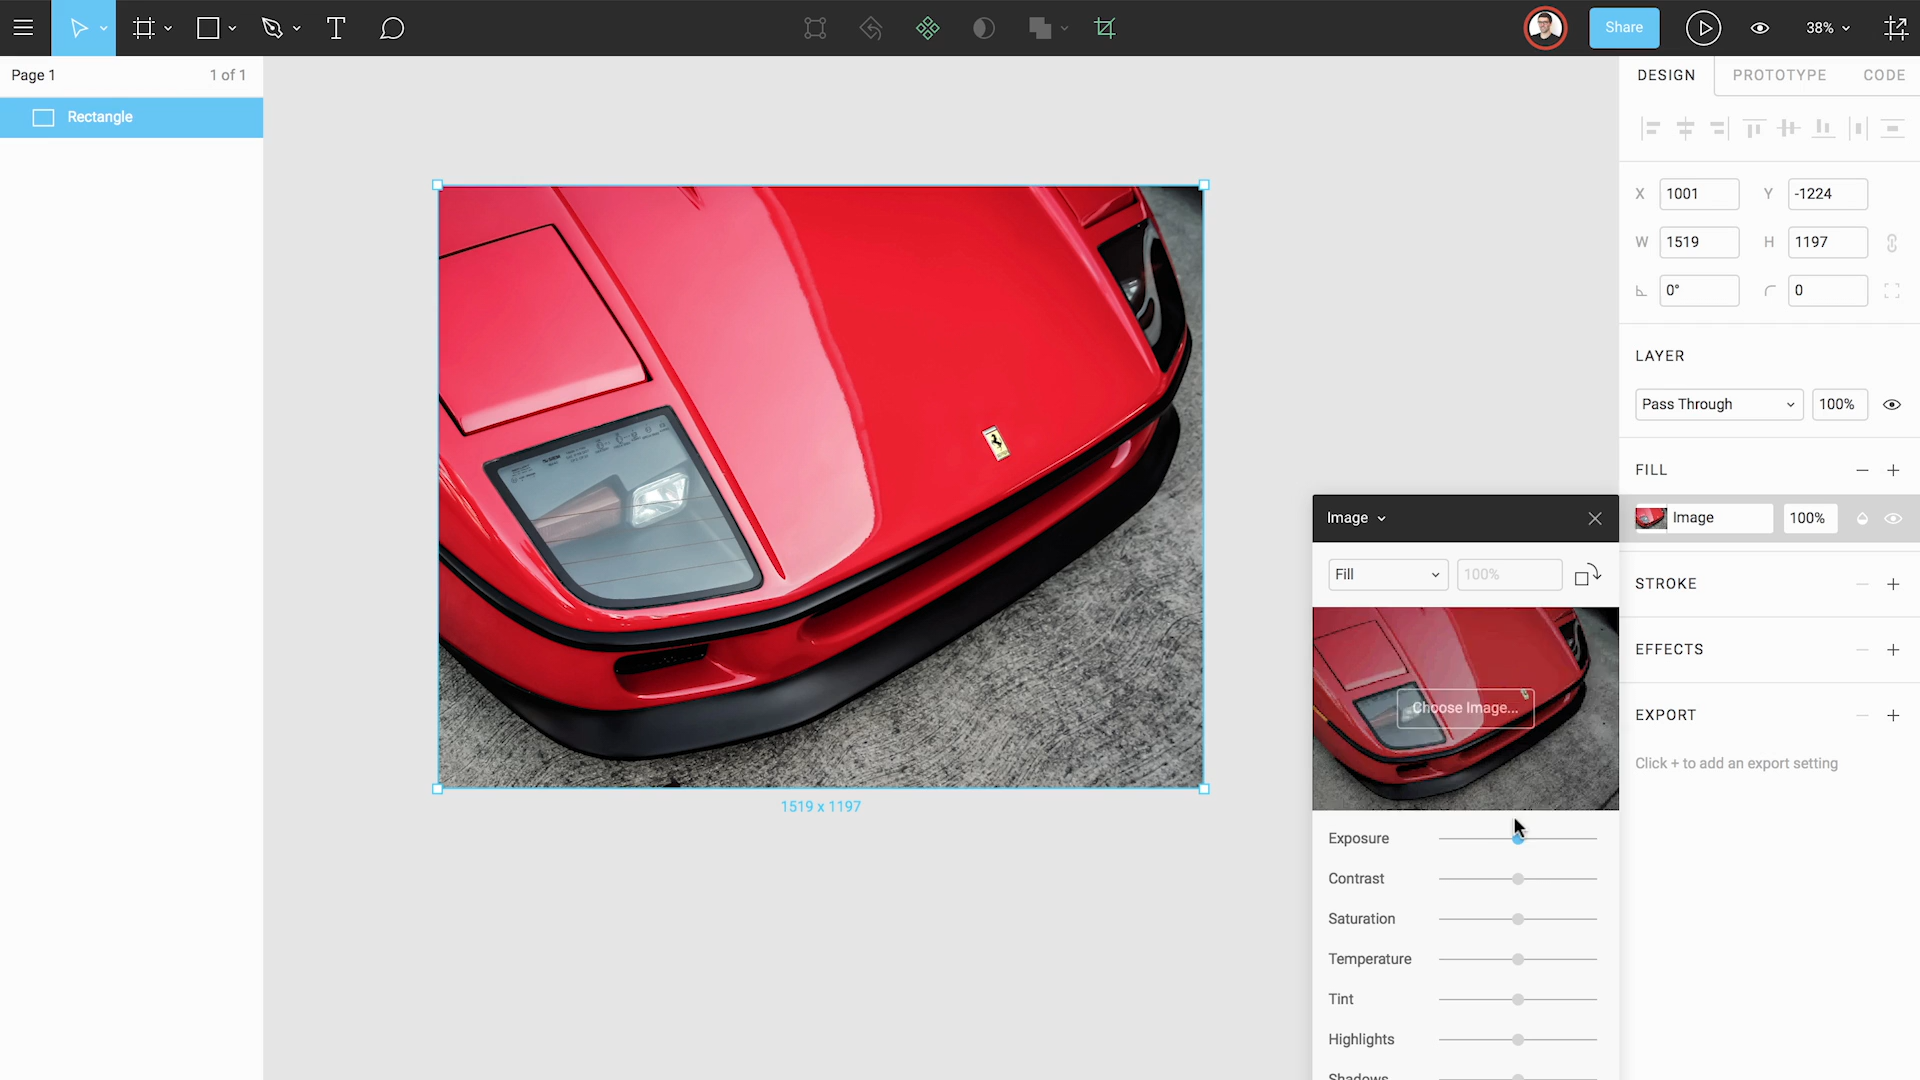 Share
38%
Page 1
1 of 1
DESIGN
PROTOTYPE
CODE
Rectangle
X
1001
Y
-1224
W
1519
H
1197
0°
0
LAYER
Pass Through
100%
FILL
Image
Image
100%
Fill
100%
STROKE
EFFECTS
Choose Image...
EXPORT
Click + to add an export setting
1519 x 1197
Exposure
Contrast
Saturation
Temperature
Tint
Highlights
Shadows